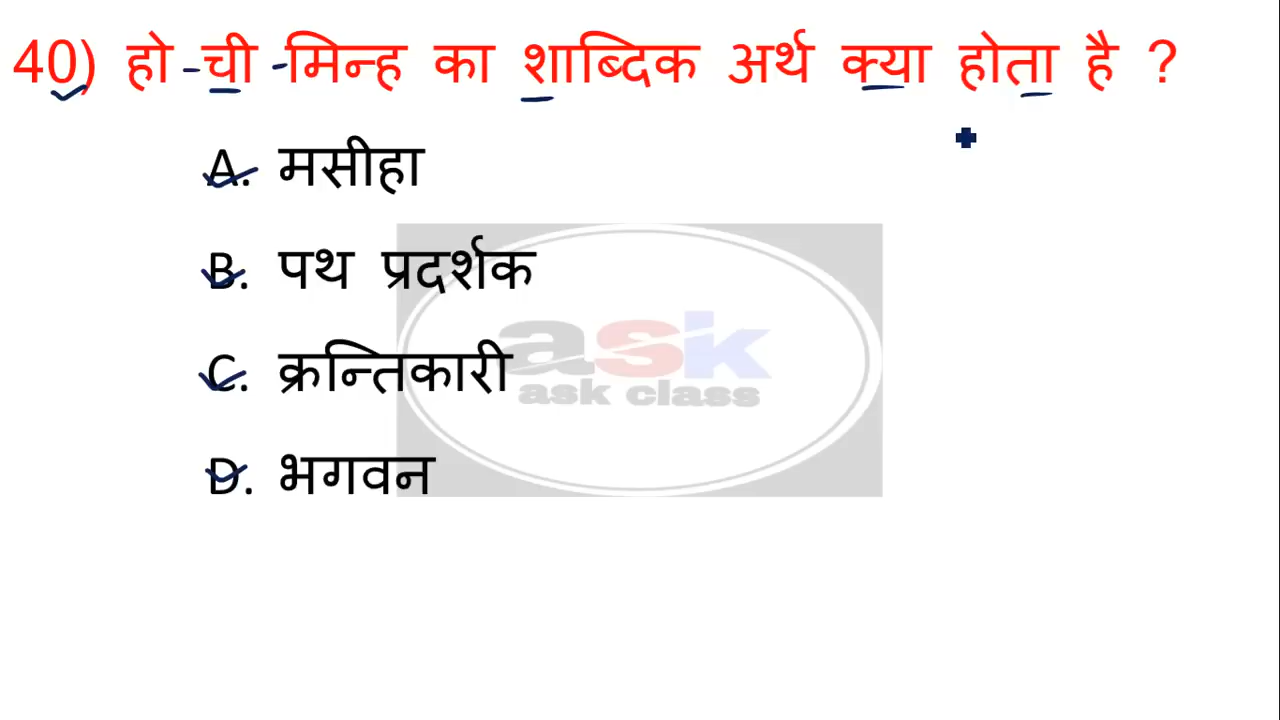 40) हो -ची -मिन्ह का शाब्दिक अर्थ क्या होता है ?
A. मसीहा
B. पथ प्रदर्शक
C. क्रन्तिकारी
D. भगवन
ask
ask class